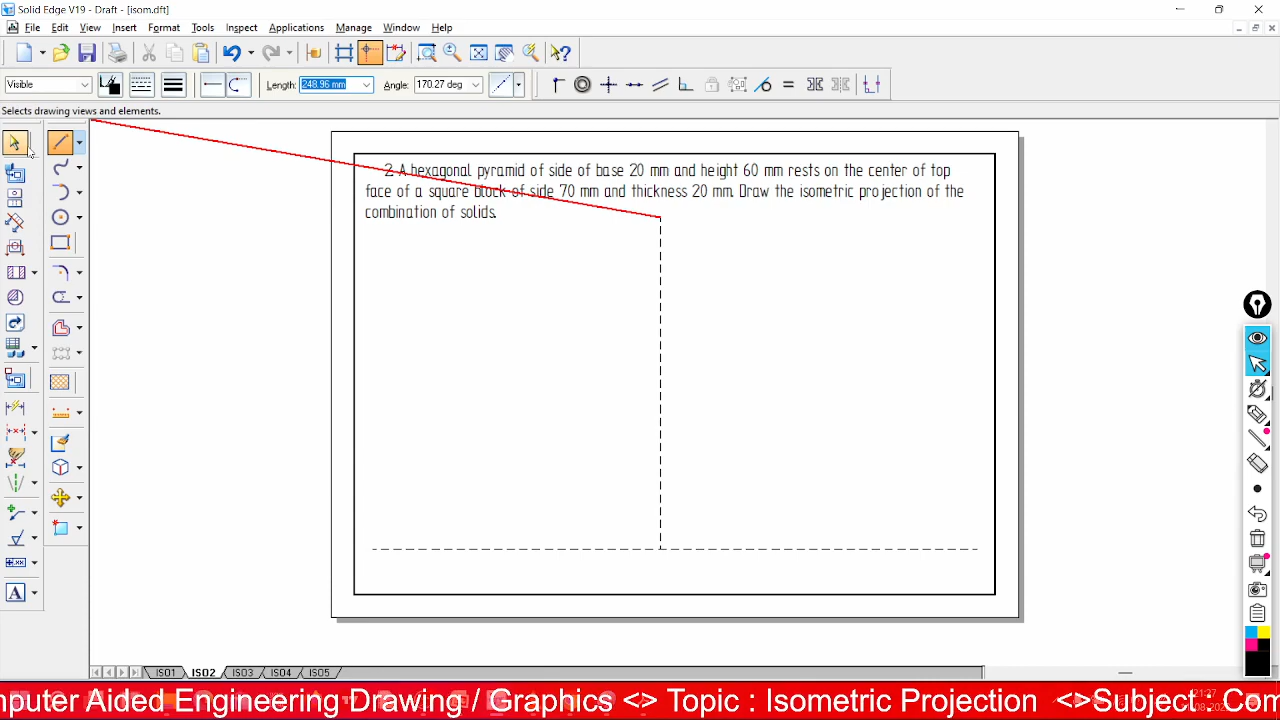 Solid Edge V19 - Draft - [isom.dft]
File Edit View Insert Format Tools Inspect Applications Manage Window Help
Visible Length: 248.96 mm Angle: 170.27 deg
Selects drawing views and elements.
2. A hexagonal pyramid of side of base 20 mm and height 60 mm rests on the center of top
face of a square block of side 70 mm and thickness 20 mm. Draw the isometric projection of the
combination of solids.
A
ISO1 ISO2 ISO3 ISO4 ISO5
mputer Aided Engineering Drawing / Graphics <> Topic : Isometric Projection <>Subject : Com
21:27